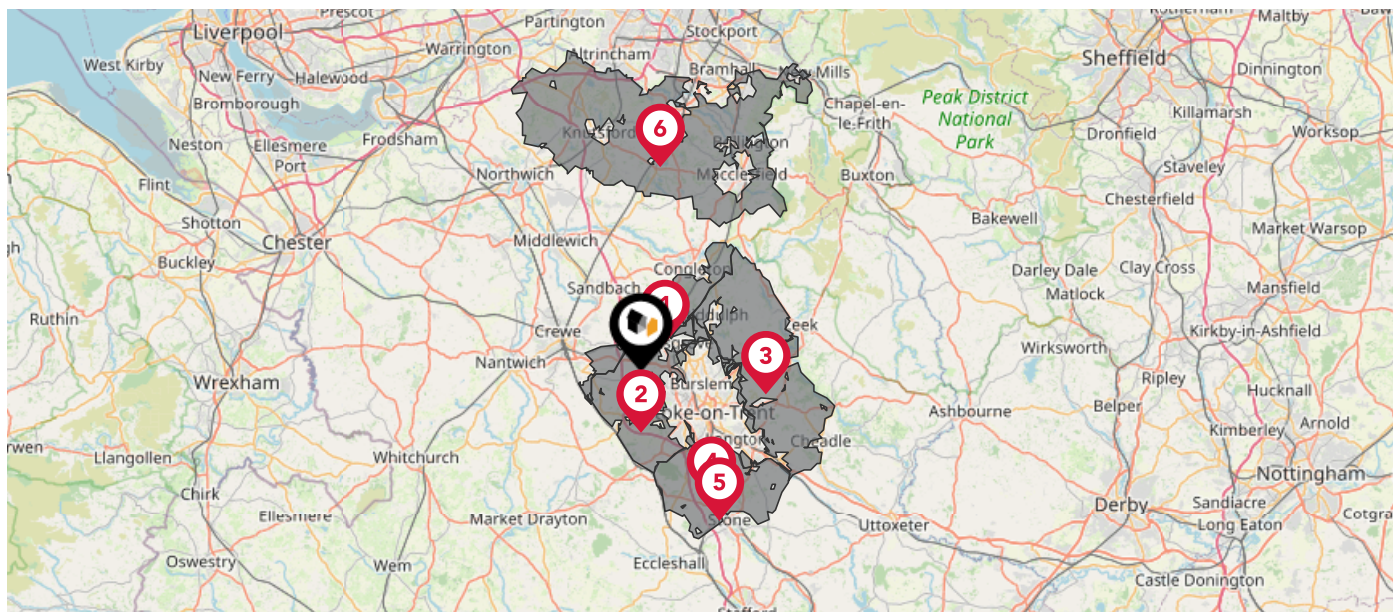 Prescot
Partington
Rotherham
Maltby
Liverpool
Stockport
West Kirby
Warrington
Altrincham
Sheffield
New Ferry
Halewood
Bramhall
New Mills
Dinnington
Bromborough
Chapel-en-
le-Frith
Peak District
National
Park
Killamarsh
Neston
Ellesmere
Port
Frodsham
Knutsford
6
Dronfield
Worksop
Flint
Northwich
Macclesfield
Buxton
Staveley
Chesterfield
Shotton
Bakewell
Market Warsop
Chester
Middlewich
Buckley
Congleton
Darley Dale
Clay Cross
Sandbach
Matlock
Mansfield
Ruthin
Crewe
Leek
Kirkby-in-Ashfield
Nantwich
3
Wirksworth
Wrexham
2
Burslem
Ripley
Hucknall
oke-on-Trent
Ashbourne
Belper
Arnold
Cheadle
Kimberley
Llangollen
Whitchurch
Nottingham
Chirk
5
Ellesmere
Market Drayton
Stone
Uttoxeter
Derby
Sandiacre
Long Eaton
Cotgra
Oswestry
Wem
Eccleshall
Castle Donington
Stafford